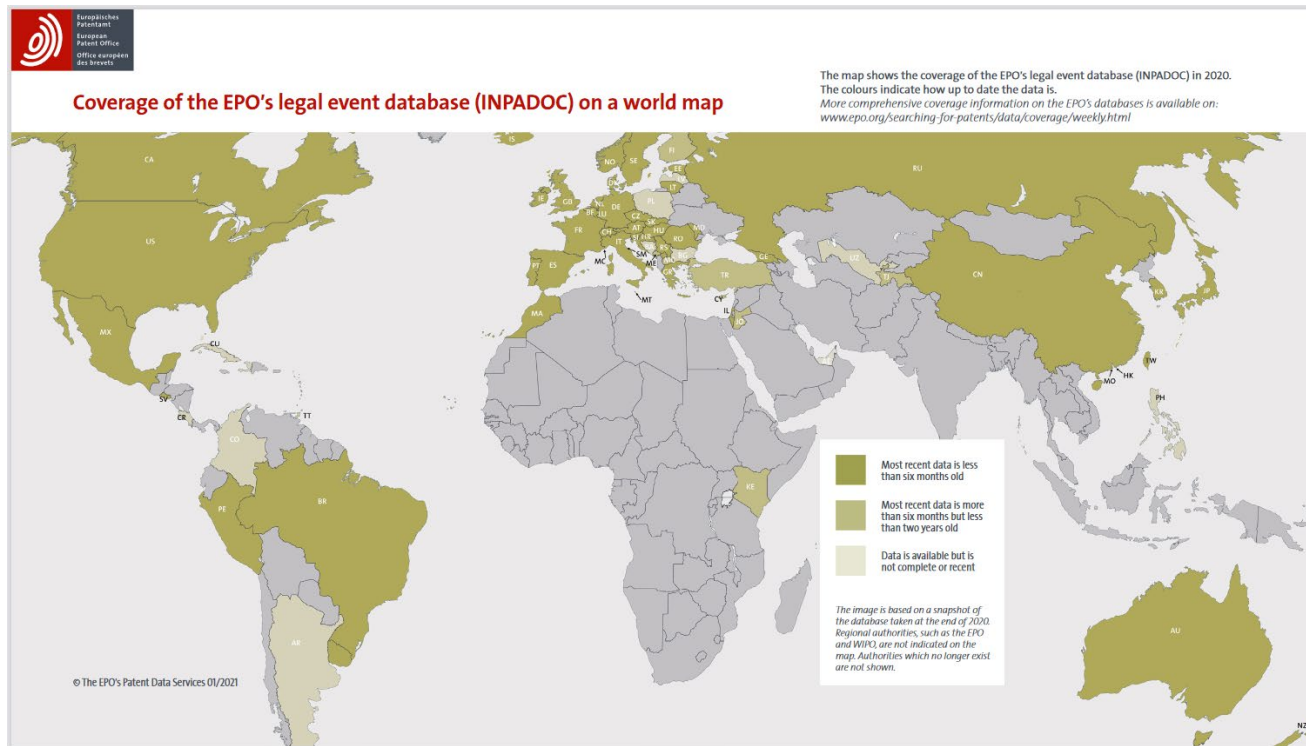 Europäisches
Patentamt
European
Patent Office
Office européen
des brevets
Coverage of the EPO's legal event database (INPADOC) on a world map
The map shows the coverage of the EPO's legal event database (INPADOC) in 2020.
The colours indicate how up to date the data is.
More comprehensive coverage information on the EPO's databases is available on:
www.epo.org/searching-for-patents/data/coverage/weekly.html
IS
CA
NO
SE
FI
EE
RU
IE
GB
DE
PL
LT
FR
CH
CZ
SK
AT
HU
RO
MD
IT
RS
US
PT
ES
MC
SM
ME
GR
TR
GE
UZ
TJ
CN
KR
JP
MT
CY
IL
JO
MA
MX
CU
TW
HK
MO
SV
CR
TT
PH
CO
KE
PE
BR
AR
AU
NZ
Most recent data is less
than six months old
Most recent data is more
than six months but less
than two years old
Data is available but is
not complete or recent
The image is based on a snapshot of
the database taken at the end of 2020.
Regional authorities, such as the EPO
and WIPO, are not indicated on the
map. Authorities which no longer exist
are not shown.
© The EPO's Patent Data Services 01/2021